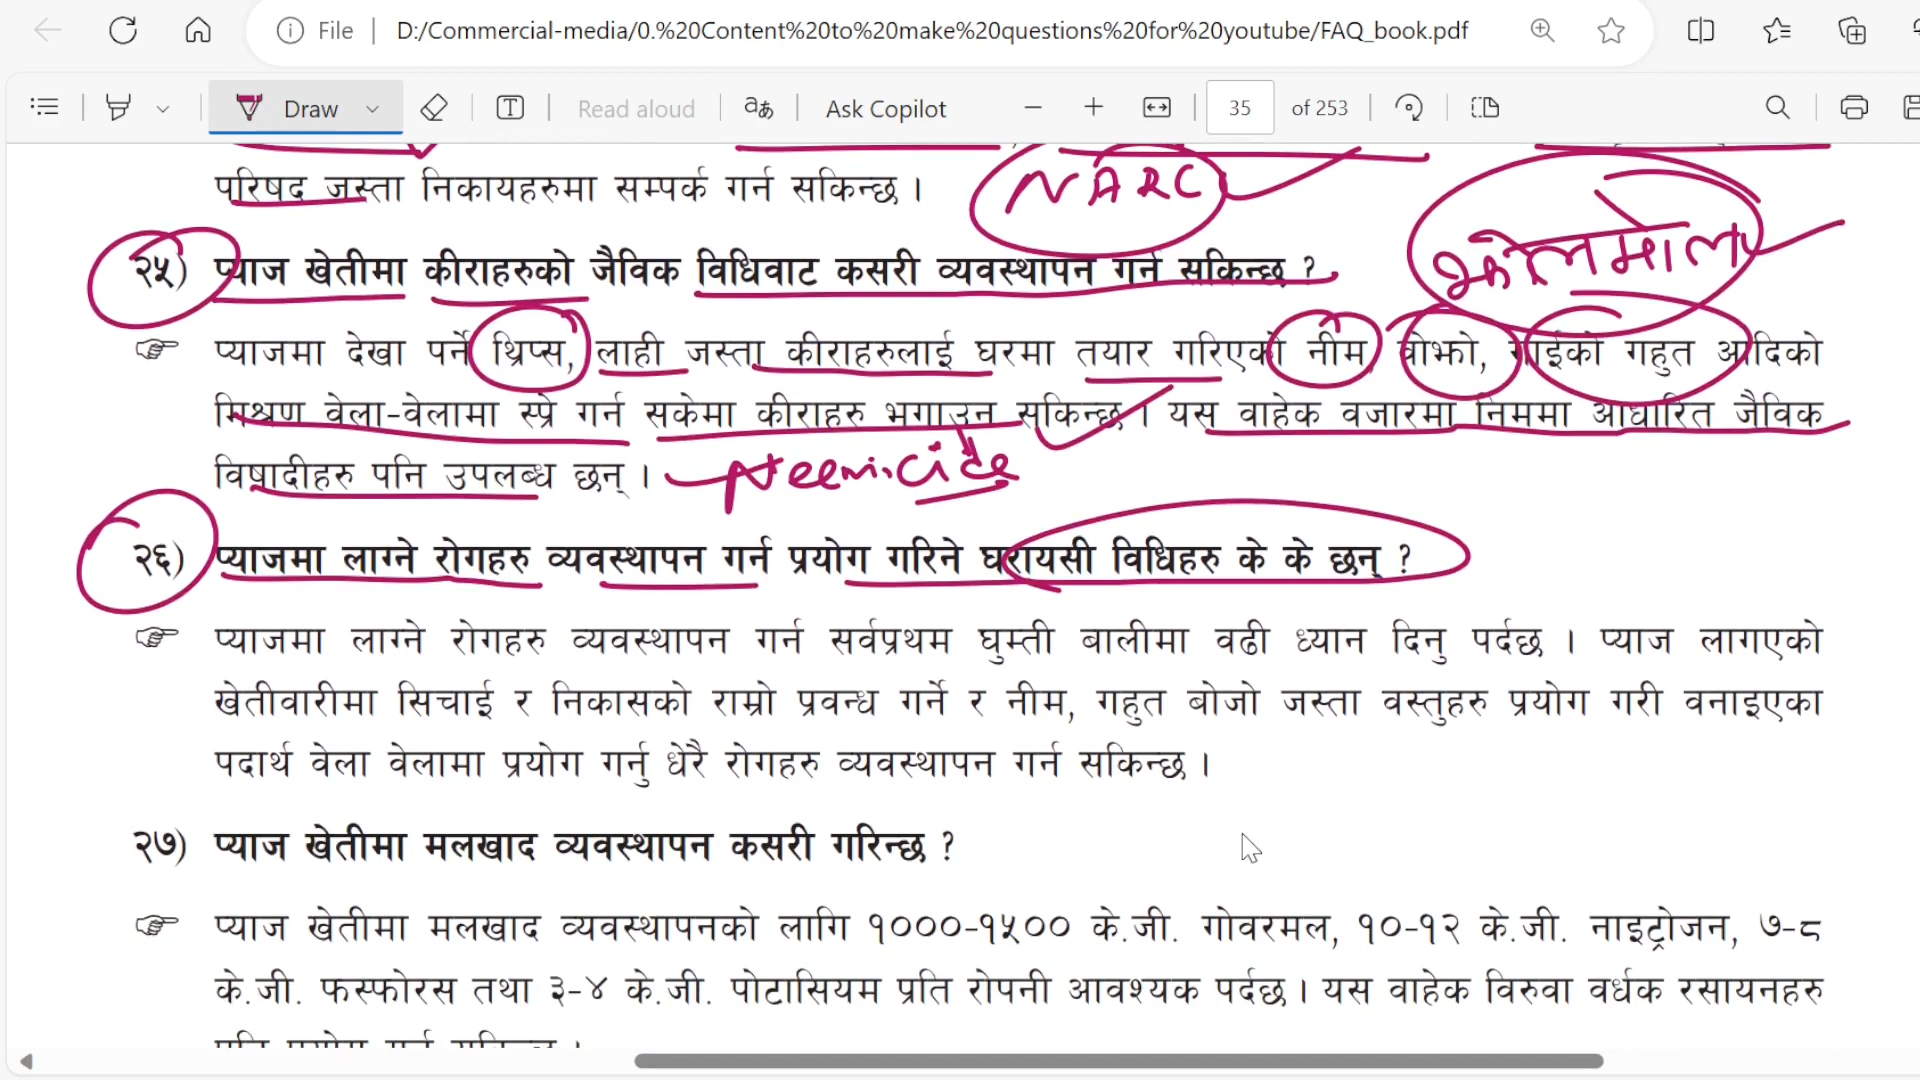 File
D:/Commercial-media/0.%20Content%20to%20make%20questions%20for%20youtube/FAQ_book.pdf
Draw
Read aloud
aあ
Ask Copilot
35 of 253
परिषद जस्ता निकायहरुमा सम्पर्क गर्न सकिन्छ ।
NARC
झोलमोल
२५) प्याज खेतीमा कीराहरुको जैविक विधिवाट कसरी व्यवस्थापन गर्न सकिन्छ ?
प्याजमा देखा पर्ने थ्रिप्स, लाही जस्ता कीराहरुलाई घरमा तयार गरिएको नीम, वोझो, गाईको गहुत आदिको
मिश्रण वेला-वेलामा स्प्रे गर्न सकेमा कीराहरु भगाउन सकिन्छ । यस वाहेक वजारमा निममा आधारित जैविक
विषादीहरु पनि उपलब्ध छन् ।
Neemicide
२६) प्याजमा लाग्ने रोगहरु व्यवस्थापन गर्न प्रयोग गरिने घरायसी विधिहरु के के छन् ?
प्याजमा लाग्ने रोगहरु व्यवस्थापन गर्न सर्वप्रथम घुम्ती बालीमा वढी ध्यान दिनु पर्दछ । प्याज लागएको
खेतीवारीमा सिचाई र निकासको राम्रो प्रवन्ध गर्ने र नीम, गहुत बोजो जस्ता वस्तुहरु प्रयोग गरी वनाइएका
पदार्थ वेला वेलामा प्रयोग गर्नु धेरै रोगहरु व्यवस्थापन गर्न सकिन्छ ।
२७) प्याज खेतीमा मलखाद व्यवस्थापन कसरी गरिन्छ ?
प्याज खेतीमा मलखाद व्यवस्थापनको लागि १०००-१५०० के.जी. गोवरमल, १०-१२ के.जी. नाइट्रोजन, ७-८
के.जी. फस्फोरस तथा ३-४ के.जी. पोटासियम प्रति रोपनी आवश्यक पर्दछ । यस वाहेक विरुवा वर्धक रसायनहरु